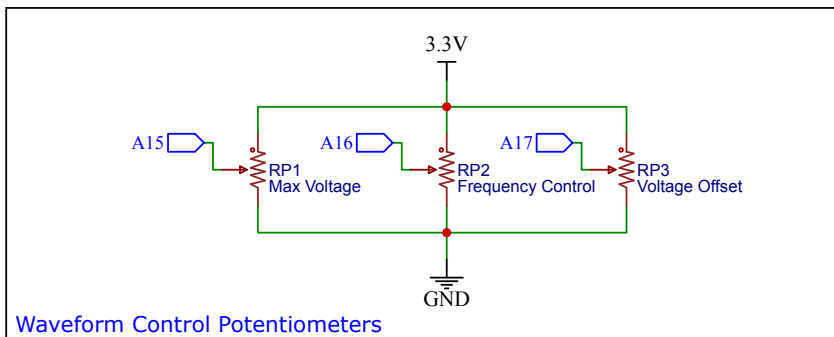 3.3V
A15
A16
A17
RP1
Max Voltage
RP2
Frequency Control
RP3
Voltage Offset
GND
Waveform Control Potentiometers